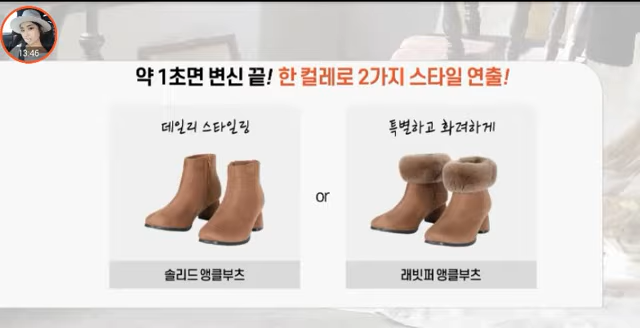 13:46
약 1초면 변신 끝! 한 컬레로 2가지 스타일 연출!
데일리 스타일링
특별하고 화려하게
or
솔리드 앵클부츠
래빗퍼 앵클부츠